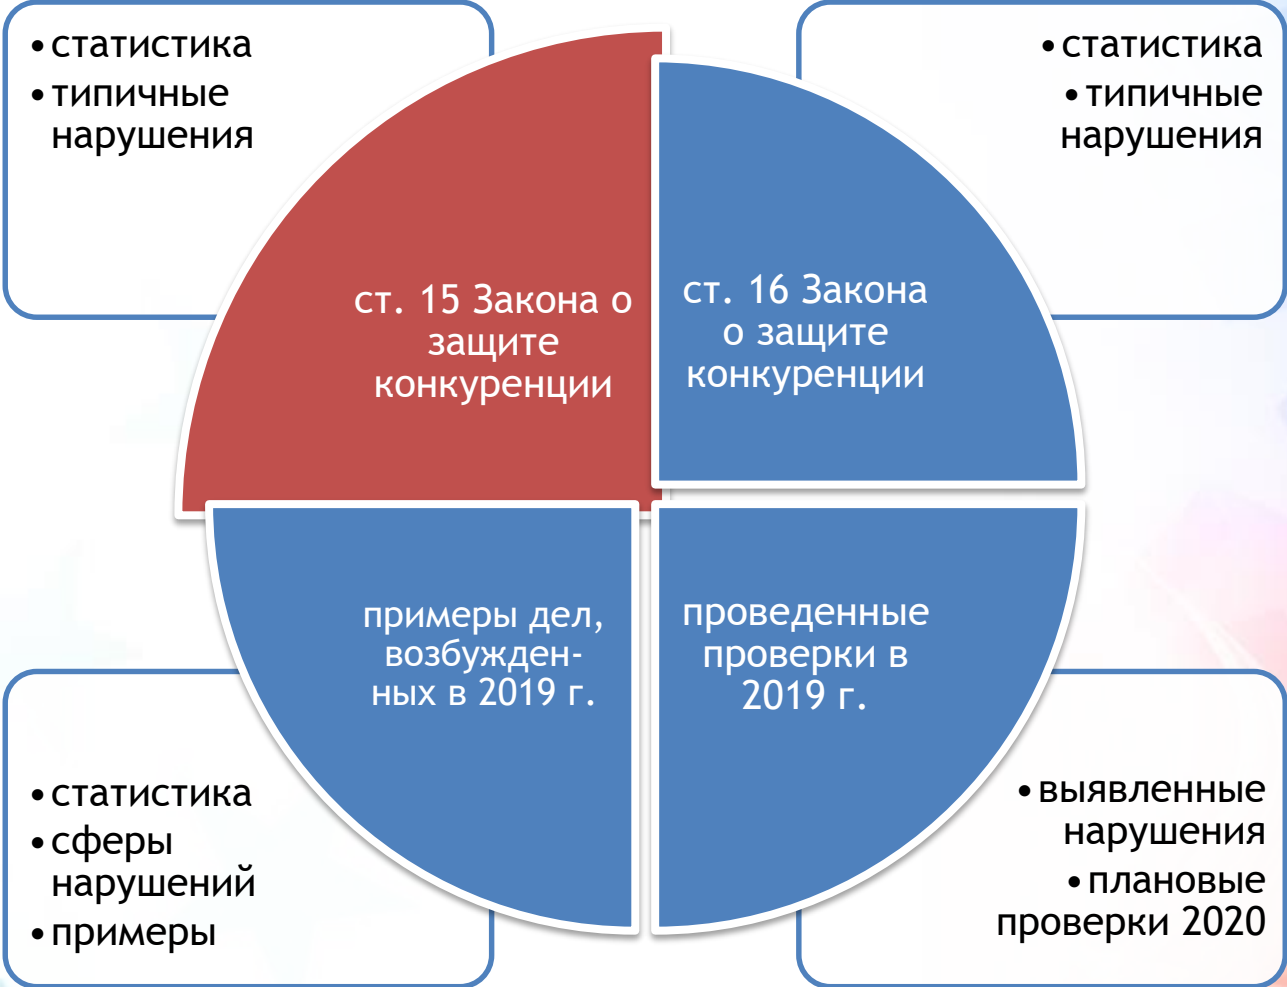 •статистика
•типичные
нарушения
•статистика
•типичные
нарушения
ст. 15 Закона о
защите
конкуренции
ст. 16 Закона
о защите
конкуренции
примеры дел,
возбужден-
ных в 2019 г.
проведенные
проверки в
2019 г.
•статистика
•сферы
нарушений
•примеры
•выявленные
нарушения
•плановые
проверки 2020